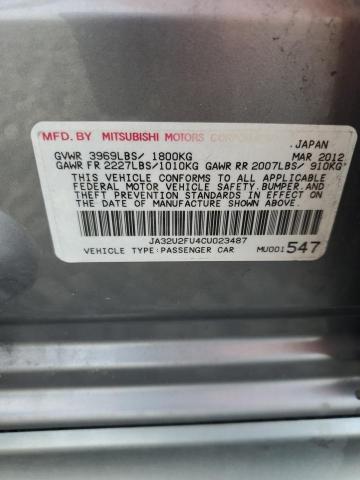 MFD. BY MITSUBISHI MOTORS CORPORATION
JAPAN
GVWR 3969LBS/ 1800KG MAR 2012
GAWR FR 2227LBS/1010KG GAWR RR 2007LBS/ 910KG
THIS VEHICLE CONFORMS TO ALL APPLICABLE
FEDERAL MOTOR VEHICLE SAFETY.BUMPER.AND
THEFT PREVENTION STANDARDS IN EFFECT ON THE
DATE OF MANUFACTURE SHOWN ABOVE.
JA32U2FU4CU023487
VEHICLE TYPE:PASSENGER CAR MU001547